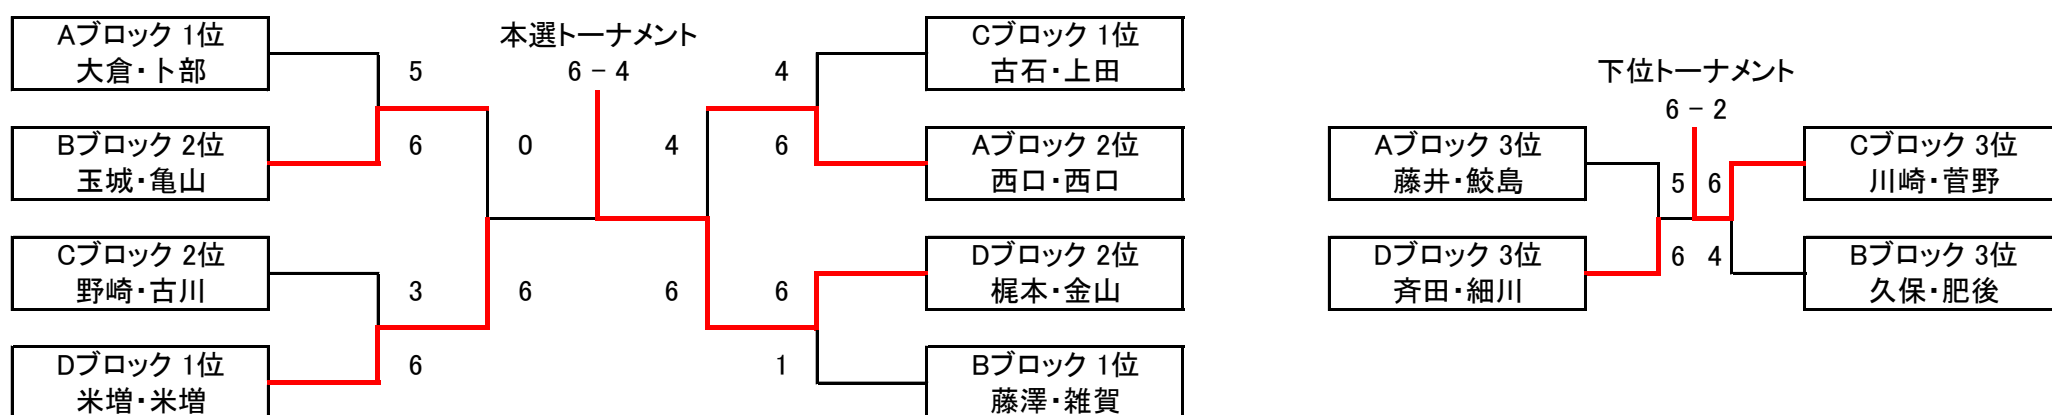 本選トーナメント
6 － 4
Aブロック 1位
大倉・卜部
5
Bブロック 2位
玉城・亀山
6
0
Cブロック 2位
野崎・古川
3
6
Dブロック 1位
米増・米増
6
Cブロック 1位
古石・上田
4
4
Aブロック 2位
西口・西口
6
Dブロック 2位
梶本・金山
6
6
Bブロック 1位
藤澤・雑賀
1
下位トーナメント
6 － 2
Aブロック 3位
藤井・鮫島
5
Dブロック 3位
斉田・細川
6
Cブロック 3位
川崎・菅野
6
Bブロック 3位
久保・肥後
4